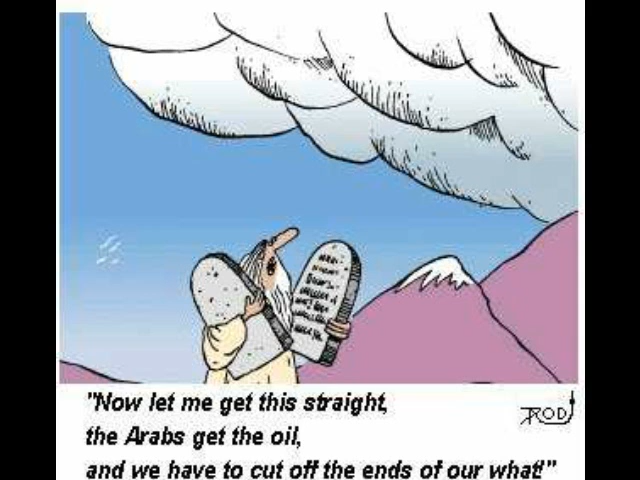 "Now let me get this straight,
the Arabs get the oil,
and we have to cut off the ends of our what!"
TRODJ